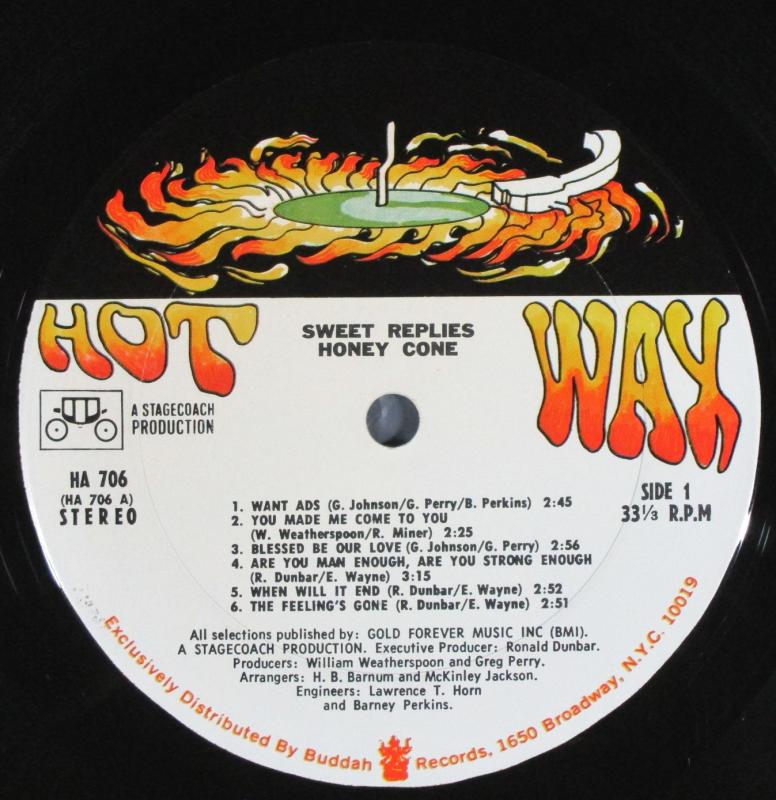 HOT WAX
SWEET REPLIES
HONEY CONE
A STAGECOACH
PRODUCTION
HA 706
(HA 706 A)
STEREO
SIDE 1
33 1/3 R.P.M
1. WANT ADS (G. Johnson/G. Perry/B. Perkins) 2:45
2. YOU MADE ME COME TO YOU
(W. Weatherspoon/R. Miner) 2:25
3. BLESSED BE OUR LOVE (G. Johnson/G. Perry) 2:56
4. ARE YOU MAN ENOUGH, ARE YOU STRONG ENOUGH
(R. Dunbar/E. Wayne) 3:15
5. WHEN WILL IT END (R. Dunbar/E. Wayne) 2:52
6. THE FEELING'S GONE (R. Dunbar/E. Wayne) 2:51
All selections published by: GOLD FOREVER MUSIC INC (BMI).
A STAGECOACH PRODUCTION. Executive Producer: Ronald Dunbar.
Producers: William Weatherspoon and Greg Perry.
Arrangers: H. B. Barnum and McKinley Jackson.
Engineers: Lawrence T. Horn
and Barney Perkins.
Exclusively Distributed By Buddah Records, 1650 Broadway, N.Y.C. 10019